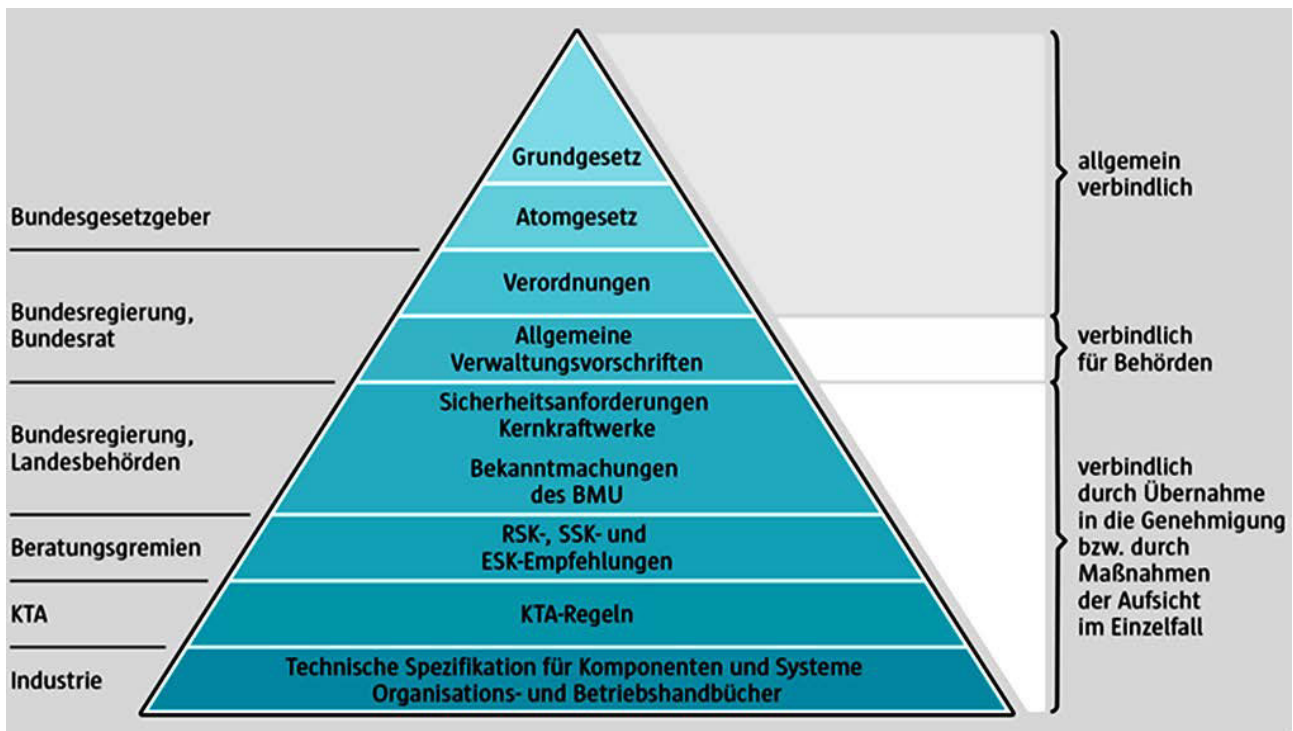 Grundgesetz
Bundesgesetzgeber
Atomgesetz
Verordnungen
Bundesregierung,
Bundesrat
Allgemeine
Verwaltungsvorschriften
Bundesregierung,
Landesbehörden
Sicherheitsanforderungen
Kernkraftwerke
Bekanntmachungen
des BMU
Beratungsgremien
RSK-, SSK- und
ESK-Empfehlungen
KTA
KTA-Regeln
Industrie
Technische Spezifikation für Komponenten und Systeme
Organisations- und Betriebshandbücher
allgemein
verbindlich
verbindlich
für Behörden
verbindlich
durch Übernahme
in die Genehmigung
bzw. durch
Maßnahmen
der Aufsicht
im Einzelfall